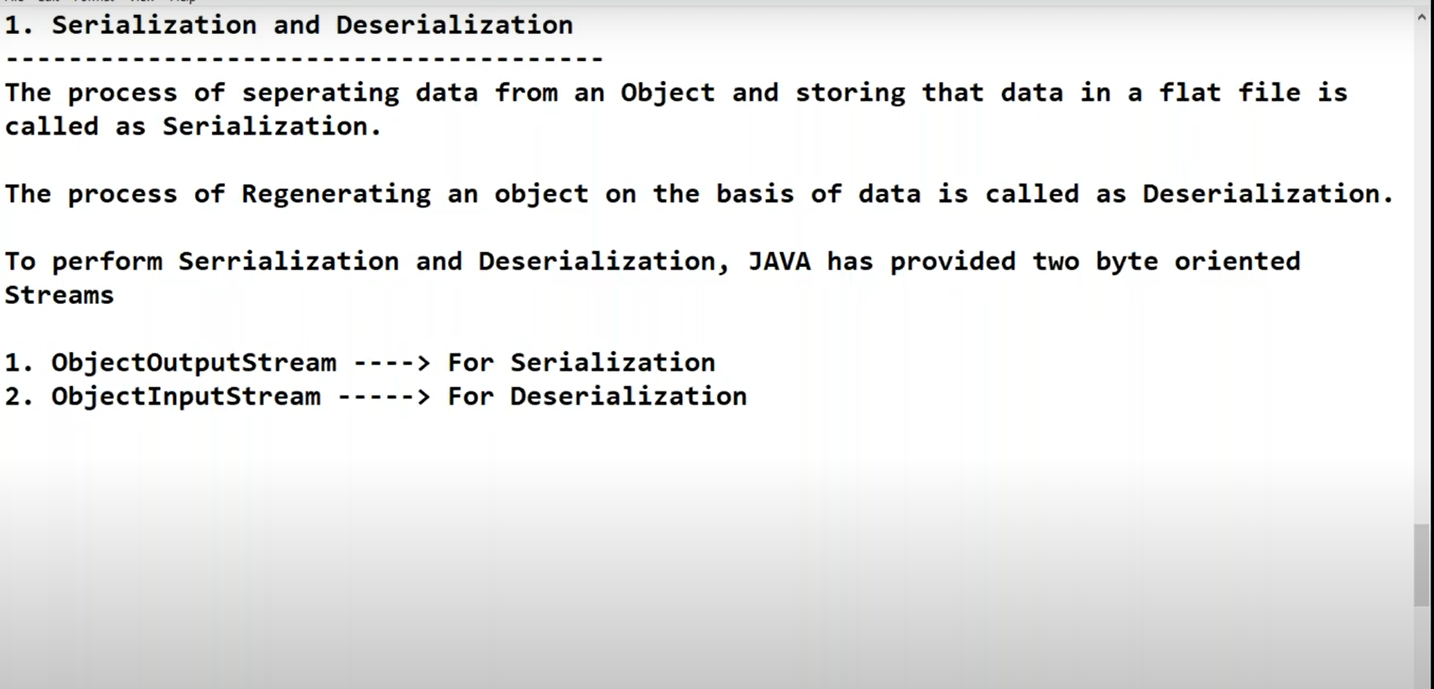 1. Serialization and Deserialization
--------------------------------------
The process of seperating data from an Object and storing that data in a flat file is
called as Serialization.
The process of Regenerating an object on the basis of data is called as Deserialization.
To perform Serrialization and Deserialization, JAVA has provided two byte oriented
Streams
1. ObjectOutputStream ----> For Serialization
2. ObjectInputStream -----> For Deserialization